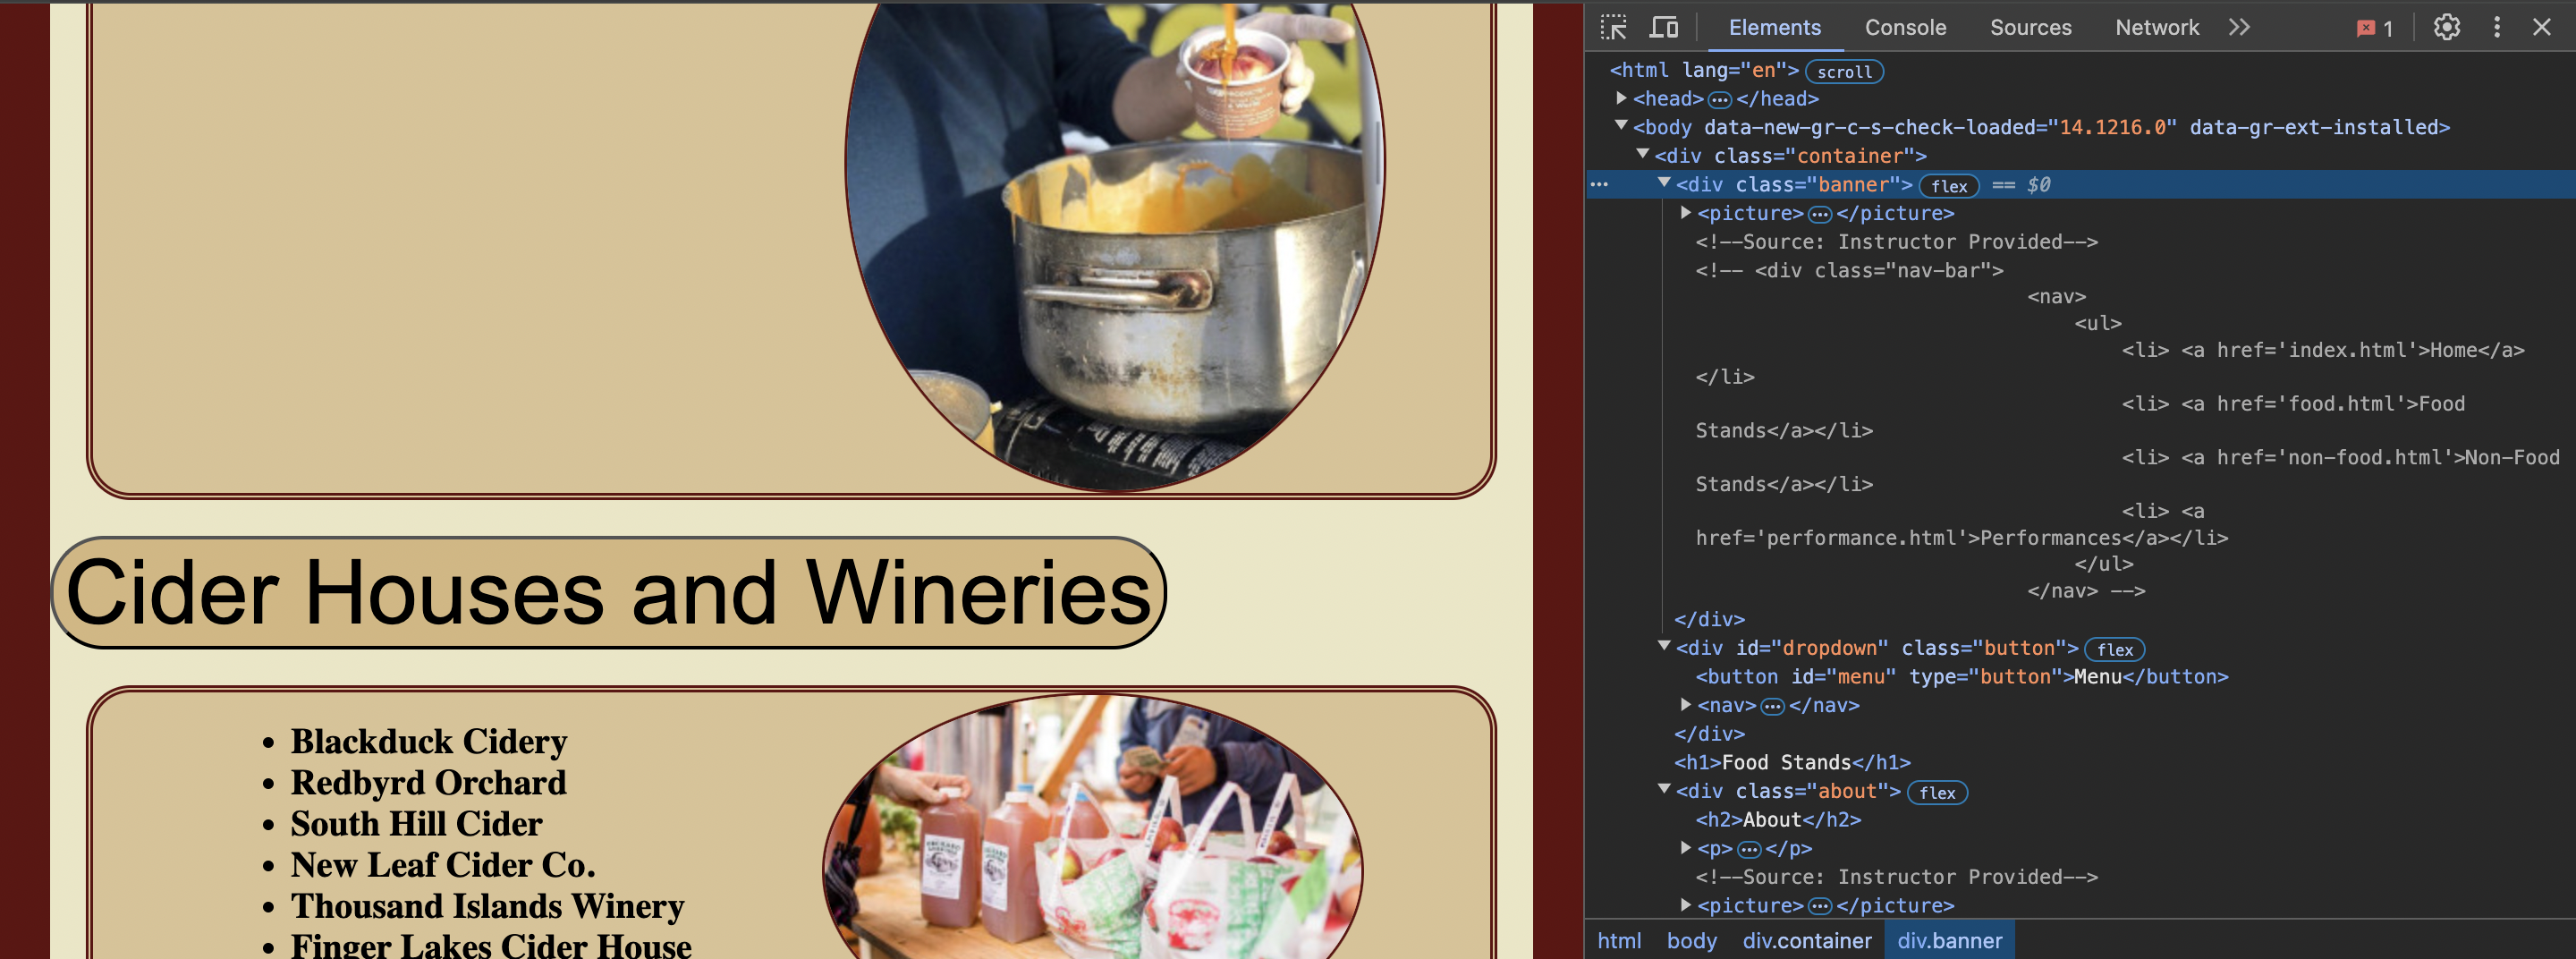 Cider Houses and Wineries
• Blackduck Cidery
• Redbyrd Orchard
• South Hill Cider
• New Leaf Cider Co.
• Thousand Islands Winery
• Finger Lakes Cider House
Elements Console Sources Network 1
<html lang="en"> scroll
<head> ⋯ </head>
<body data-new-gr-c-s-check-loaded="14.1216.0" data-gr-ext-installed>
<div class="container">
⋯ <div class="banner"> flex == $0
<picture> ⋯ </picture>
<!--Source: Instructor Provided-->
<!-- <div class="nav-bar">
<nav>
<ul>
<li> <a href='index.html'>Home</a>
</li>
<li> <a href='food.html'>Food
Stands</a></li>
<li> <a href='non-food.html'>Non-Food
Stands</a></li>
<li> <a
href='performance.html'>Performances</a></li>
</ul>
</nav> -->
</div>
<div id="dropdown" class="button"> flex
<button id="menu" type="button">Menu</button>
<nav> ⋯ </nav>
</div>
<h1>Food Stands</h1>
<div class="about"> flex
<h2>About</h2>
<p> ⋯ </p>
<!--Source: Instructor Provided-->
<picture> ⋯ </picture>
html body div.container div.banner